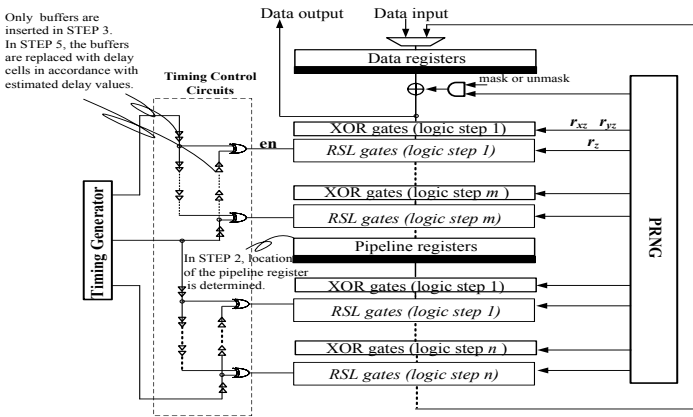 Only buffers are
inserted in STEP 3.
In STEP 5, the buffers
are replaced with delay
cells in accordance with
estimated delay values.
Data output
Data input
Data registers
mask or unmask
Timing Control
Circuits
XOR gates (logic step 1)
RSL gates (logic step 1)
en
r_xz r_yz
r_z
XOR gates (logic step m )
RSL gates (logic step m)
Timing Generator
PRNG
Pipeline registers
In STEP 2, location
of the pipeline register
is determined.
XOR gates (logic step 1)
RSL gates (logic step 1)
XOR gates (logic step n )
RSL gates (logic step n)